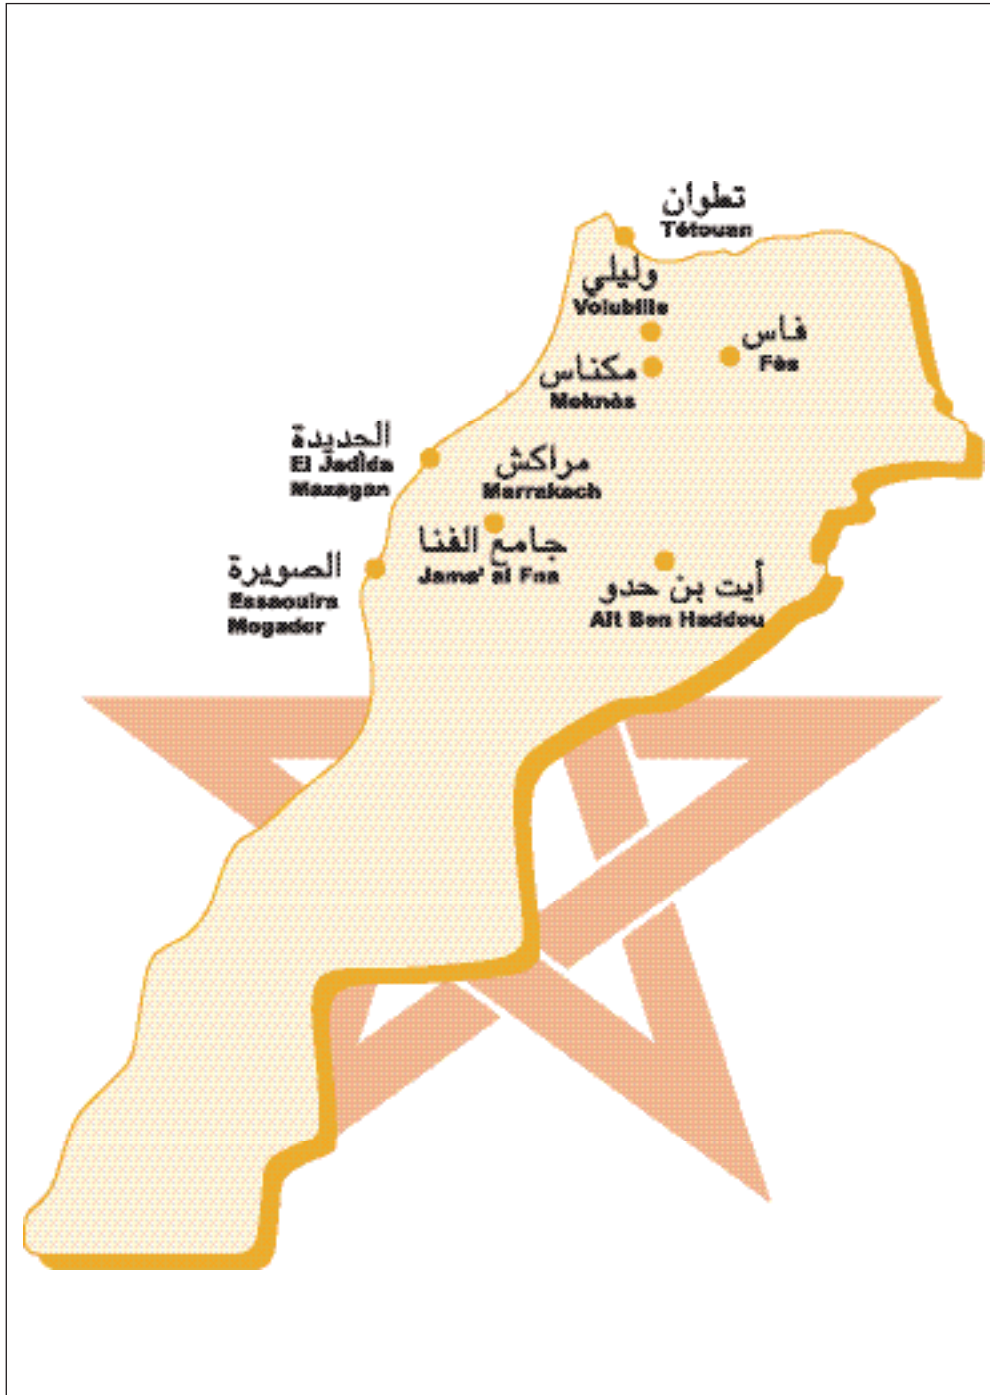 تطوان
Tétouan
وليلي
Volubilis
فاس
Fès
مكناس
Meknès
الحديدة
El Jadida
Mazagan
مراكش
Marrakech
جامع الفنا
Jama' al Fna
الصويرة
Essaouira
Mogador
أيت بن حدو
Aït Ben Haddou